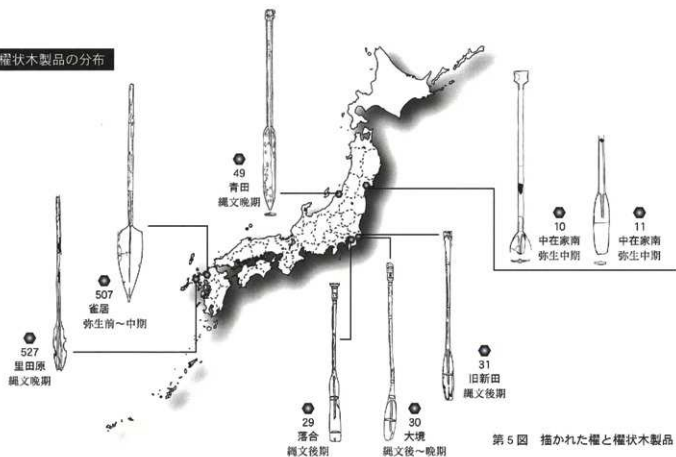 櫂状木製品の分布
49
青田
縄文晩期
10
中在家南
弥生中期
11
中在家南
弥生中期
507
雀居
弥生前～中期
527
里田原
縄文晩期
29
落合
縄文後期
30
大境
縄文後～晩期
31
旧新田
縄文後期
第5図 描かれた櫂と櫂状木製品